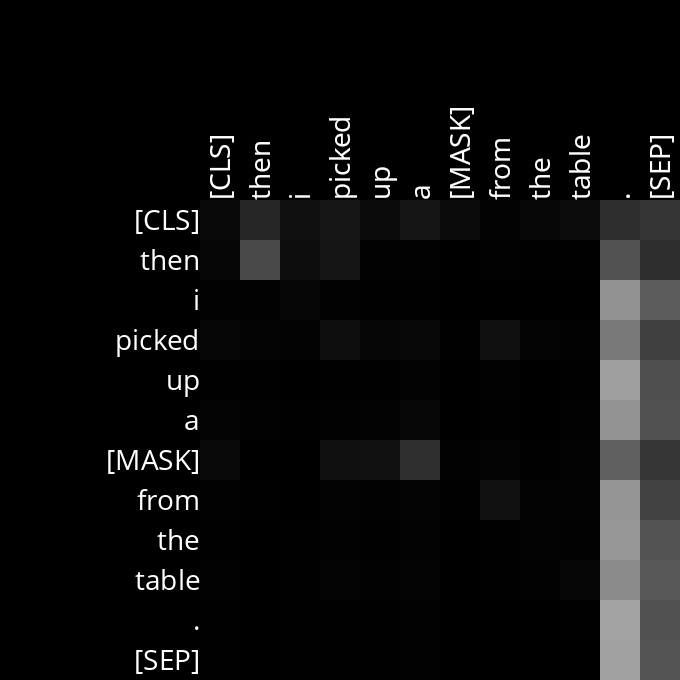 [CLS] then i picked up a [MASK] from the table . [SEP]
[CLS]
then
i
picked
up
a
[MASK]
from
the
table
.
[SEP]